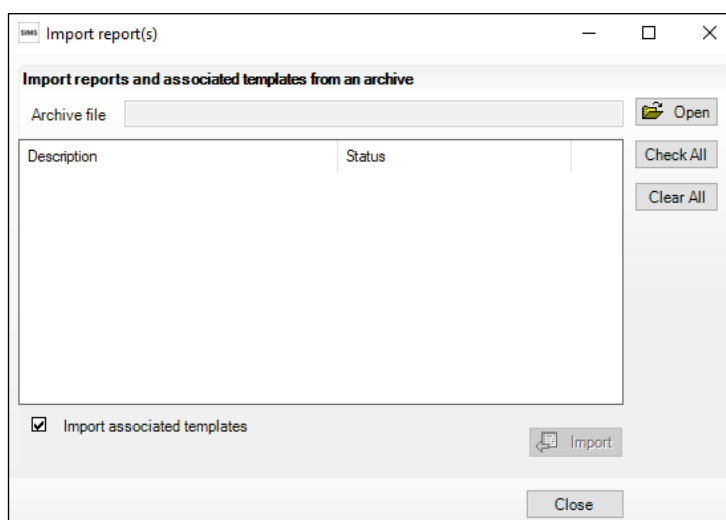 SIMS Import report(s)
Import reports and associated templates from an archive
Archive file
Open
Description Status
Check All
Clear All
Import associated templates
Import
Close